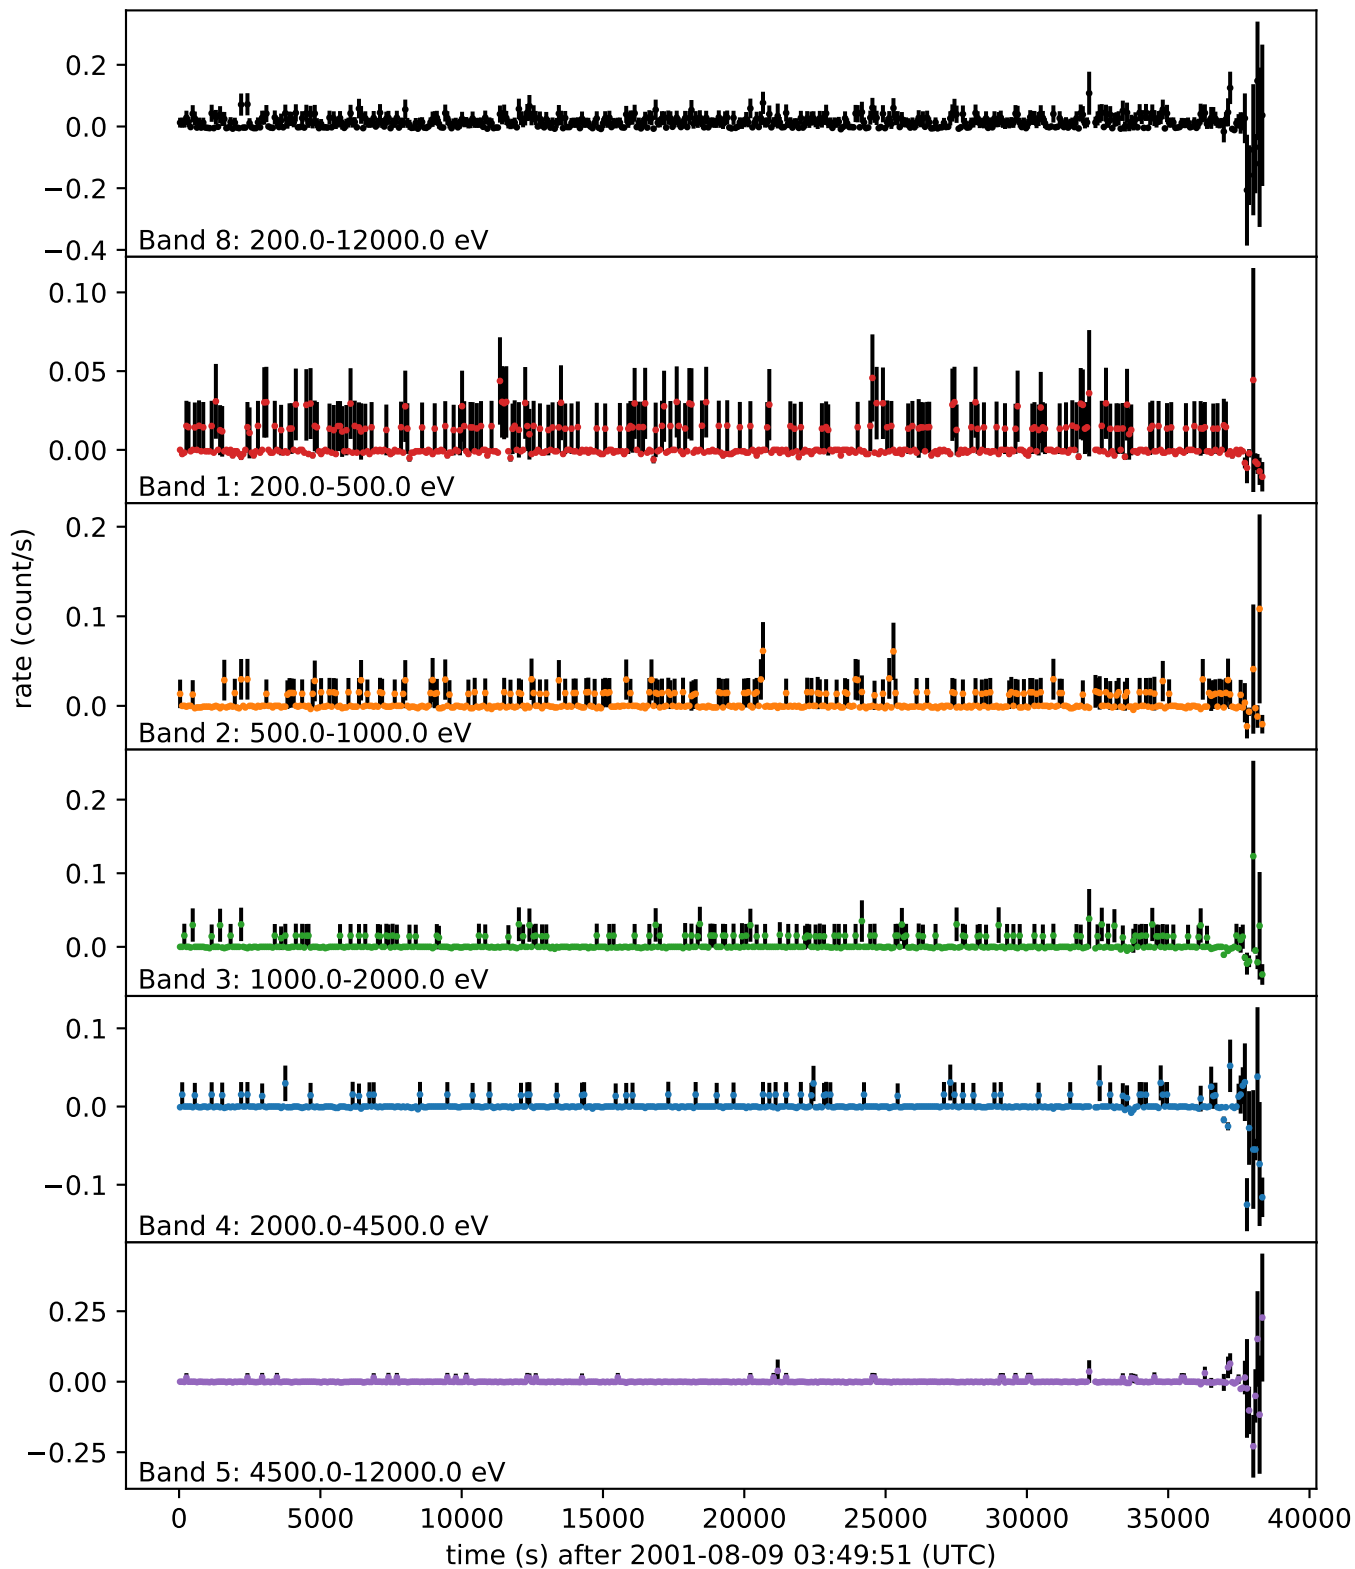 0.2
0.0
−0.2
−0.4
Band 8: 200.0-12000.0 eV
0.10
0.05
0.00
Band 1: 200.0-500.0 eV
rate (count/s)
0.2
0.1
0.0
Band 2: 500.0-1000.0 eV
0.2
0.1
0.0
Band 3: 1000.0-2000.0 eV
0.1
0.0
−0.1
Band 4: 2000.0-4500.0 eV
0.25
0.00
−0.25
Band 5: 4500.0-12000.0 eV
0 5000 10000 15000 20000 25000 30000 35000 40000
time (s) after 2001-08-09 03:49:51 (UTC)